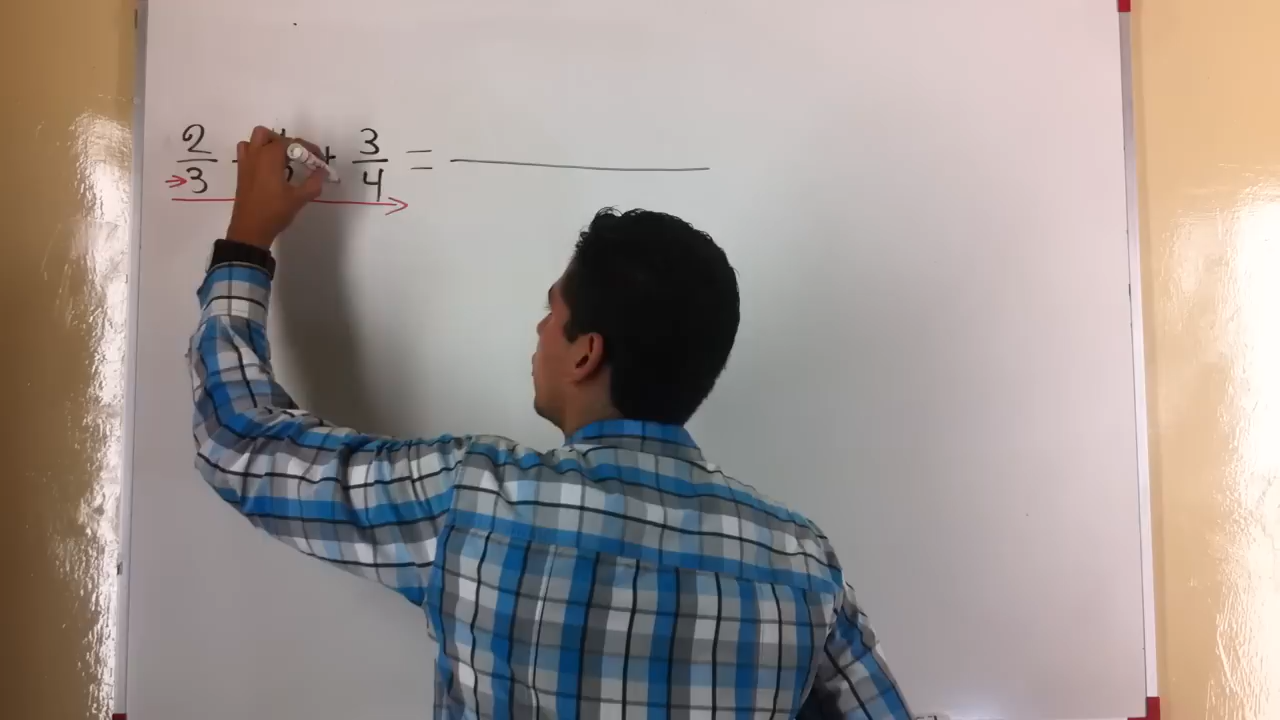 2/3 + 3/4 =